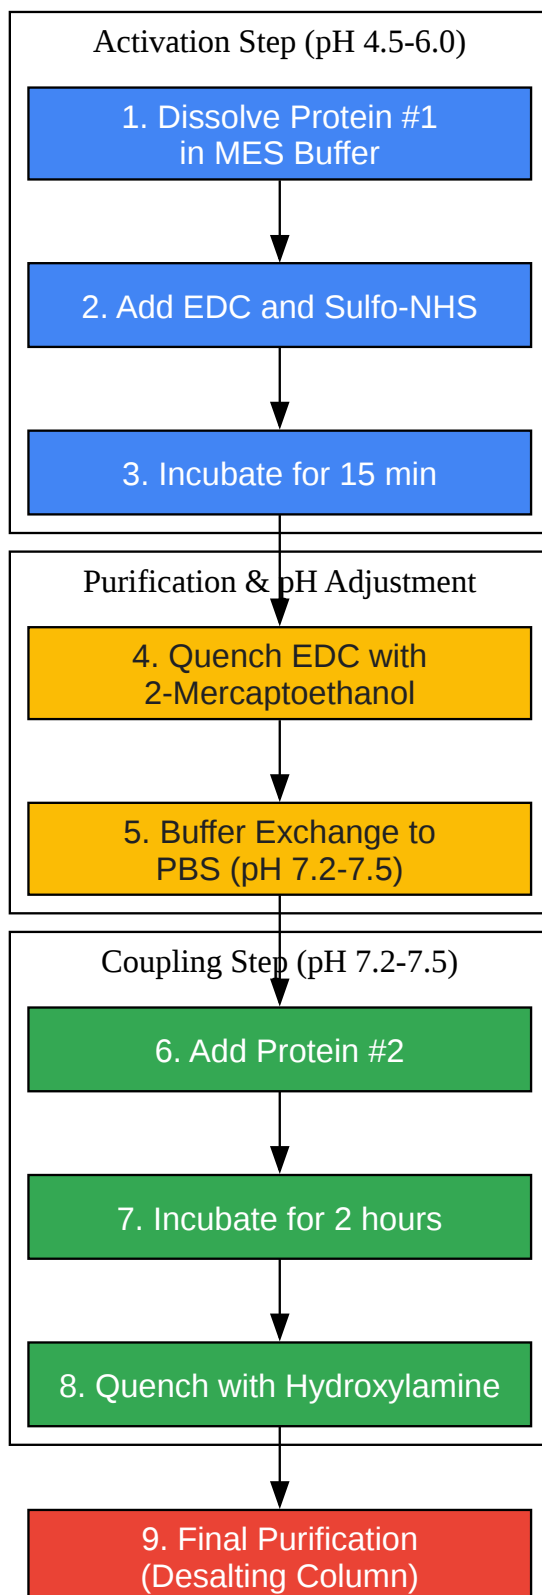 Activation Step (pH 4.5-6.0)
1. Dissolve Protein #1
in MES Buffer
2. Add EDC and Sulfo-NHS
3. Incubate for 15 min
Purification & pH Adjustment
4. Quench EDC with
2-Mercaptoethanol
5. Buffer Exchange to
PBS (pH 7.2-7.5)
Coupling Step (pH 7.2-7.5)
6. Add Protein #2
7. Incubate for 2 hours
8. Quench with Hydroxylamine
9. Final Purification
(Desalting Column)